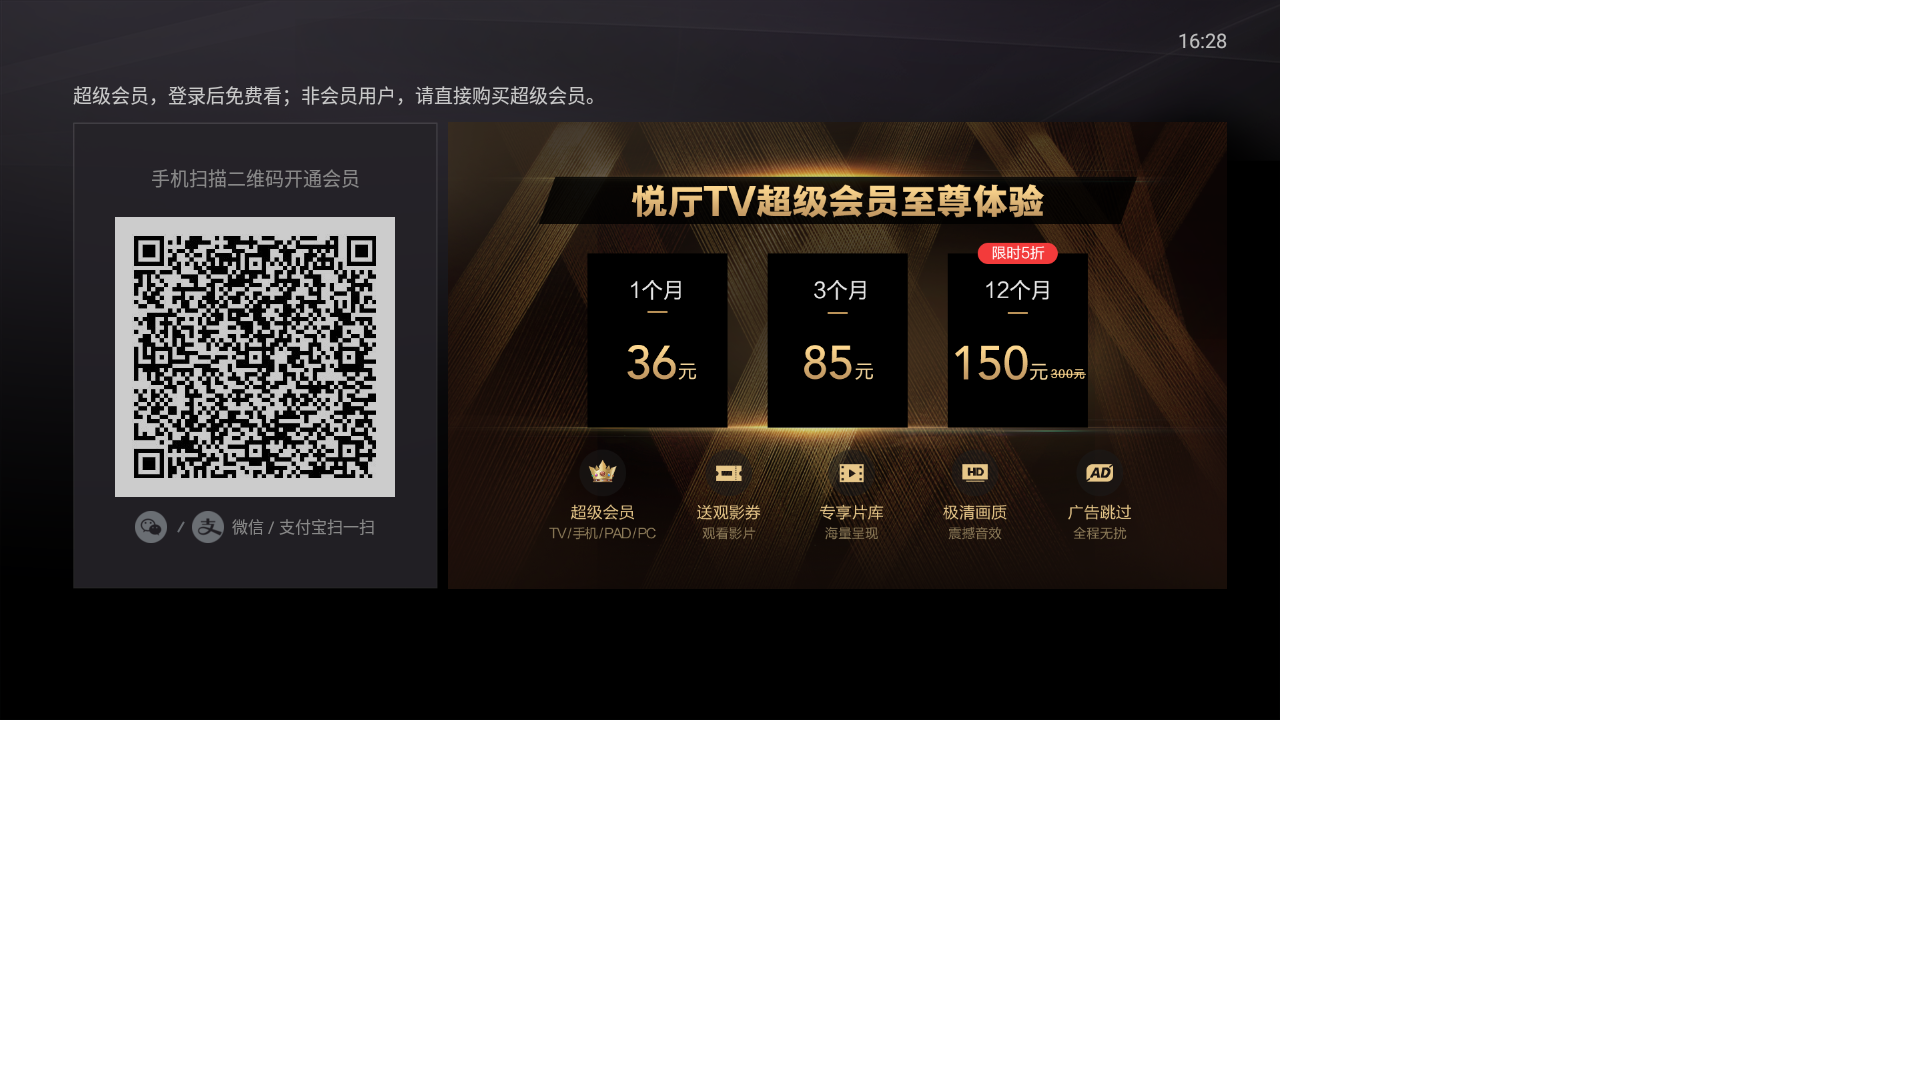 16:28
超级会员，登录后免费看；非会员用户，请直接购买超级会员。
手机扫描二维码开通会员
微信 / 支付宝扫一扫
悦厅TV超级会员至尊体验
限时5折
1个月
36元
3个月
85元
12个月
150元 300元
超级会员
TV/手机/PAD/PC
送观影券
观看影片
专享片库
海量呈现
HD
极清画质
震撼音效
AD
广告跳过
全程无扰